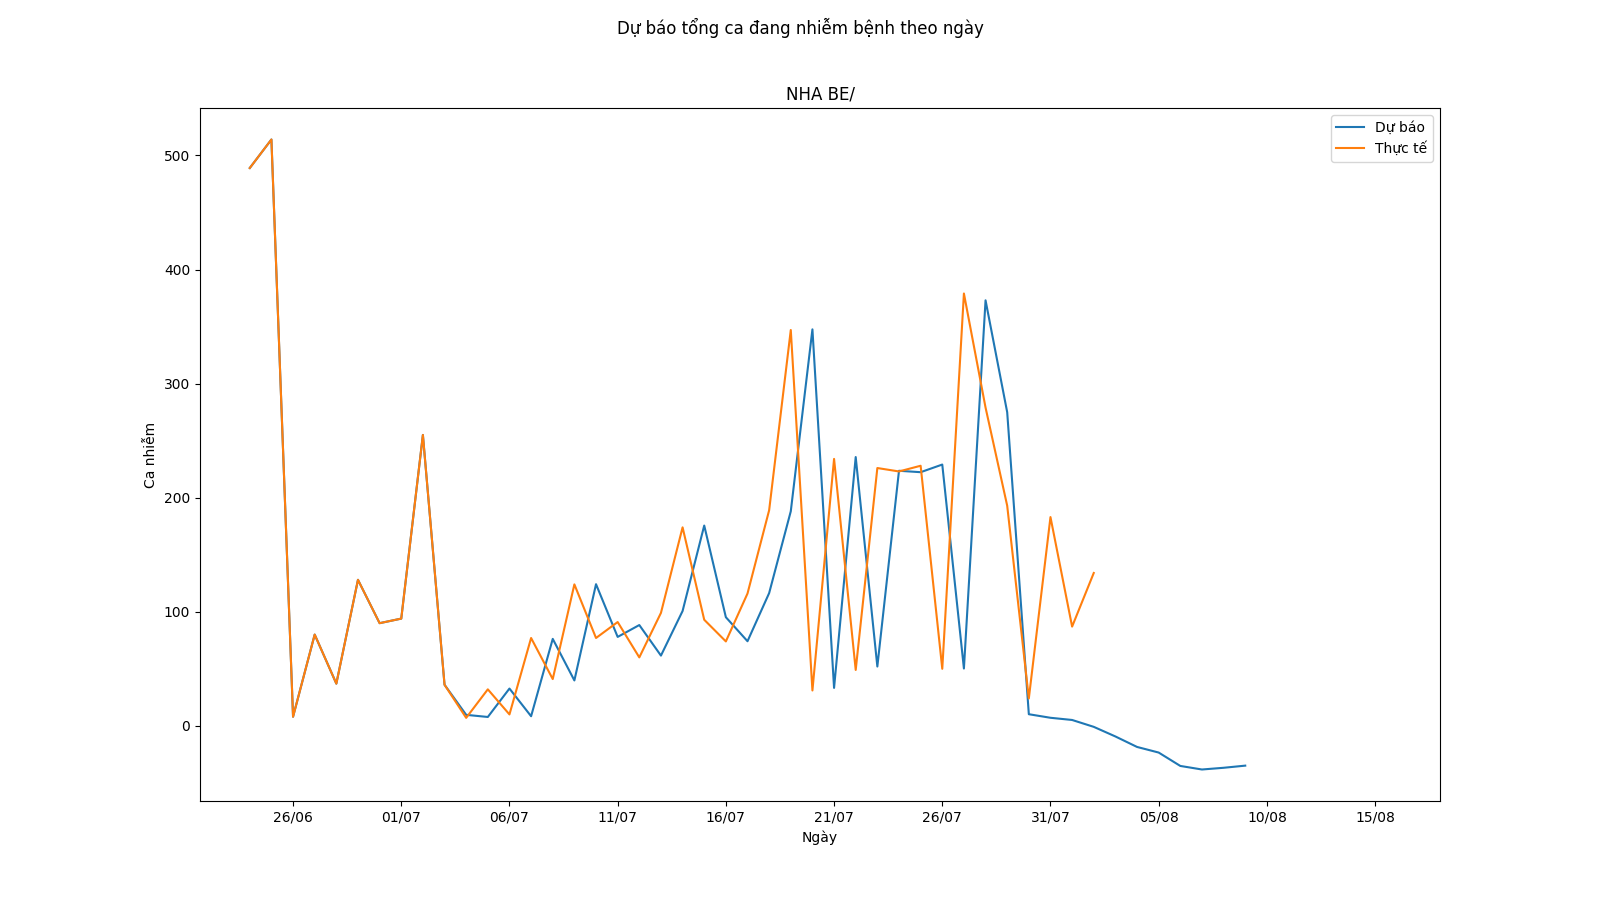 Dự báo tổng ca đang nhiễm bệnh theo ngày
NHA BE/
Dự báo
Thực tế
500
400
300
200
100
0
Ca nhiễm
26/06 01/07 06/07 11/07 16/07 21/07 26/07 31/07 05/08 10/08 15/08
Ngày